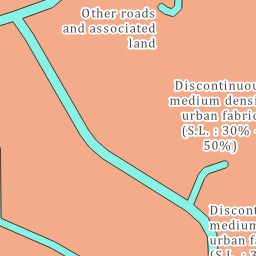 Other roads
and associated
land
Discontinuou
medium densi
urban fabric
(S.L. : 30% -
50%)
Discont
medium
urban fa
(S.L. : 3